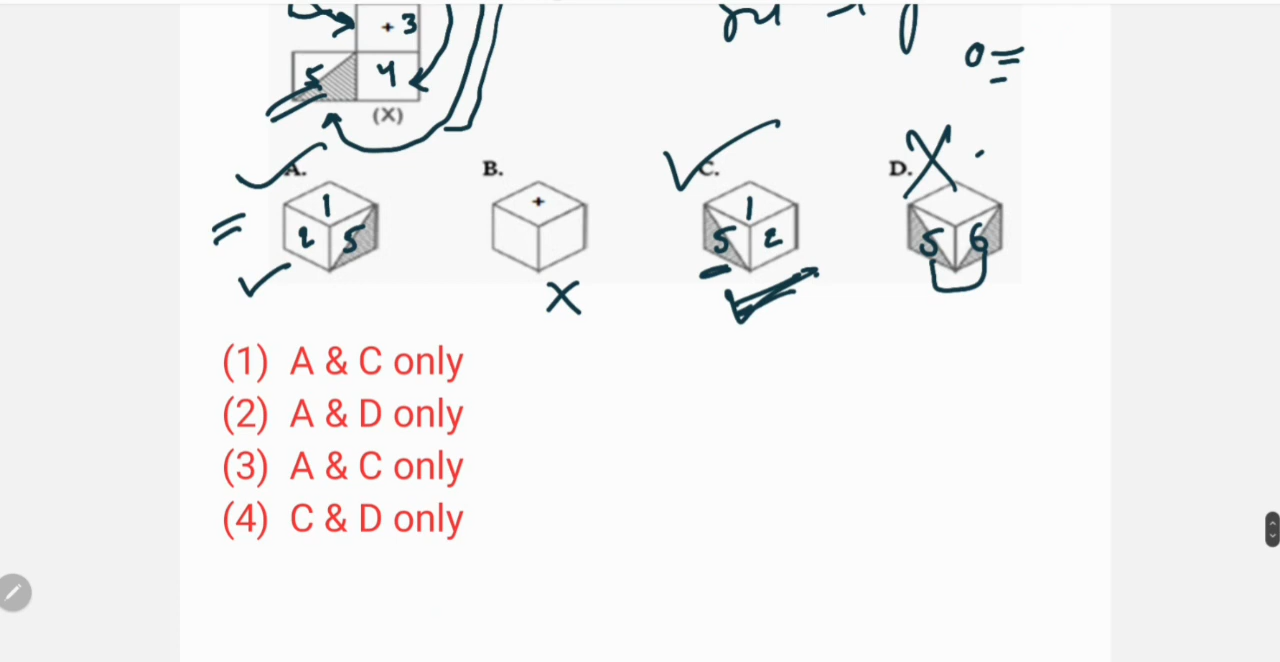 + 3
5 4
(X)
A. B. C. D.
1 + 1
2 5 5 2 5 6
(1) A & C only
(2) A & D only
(3) A & C only
(4) C & D only